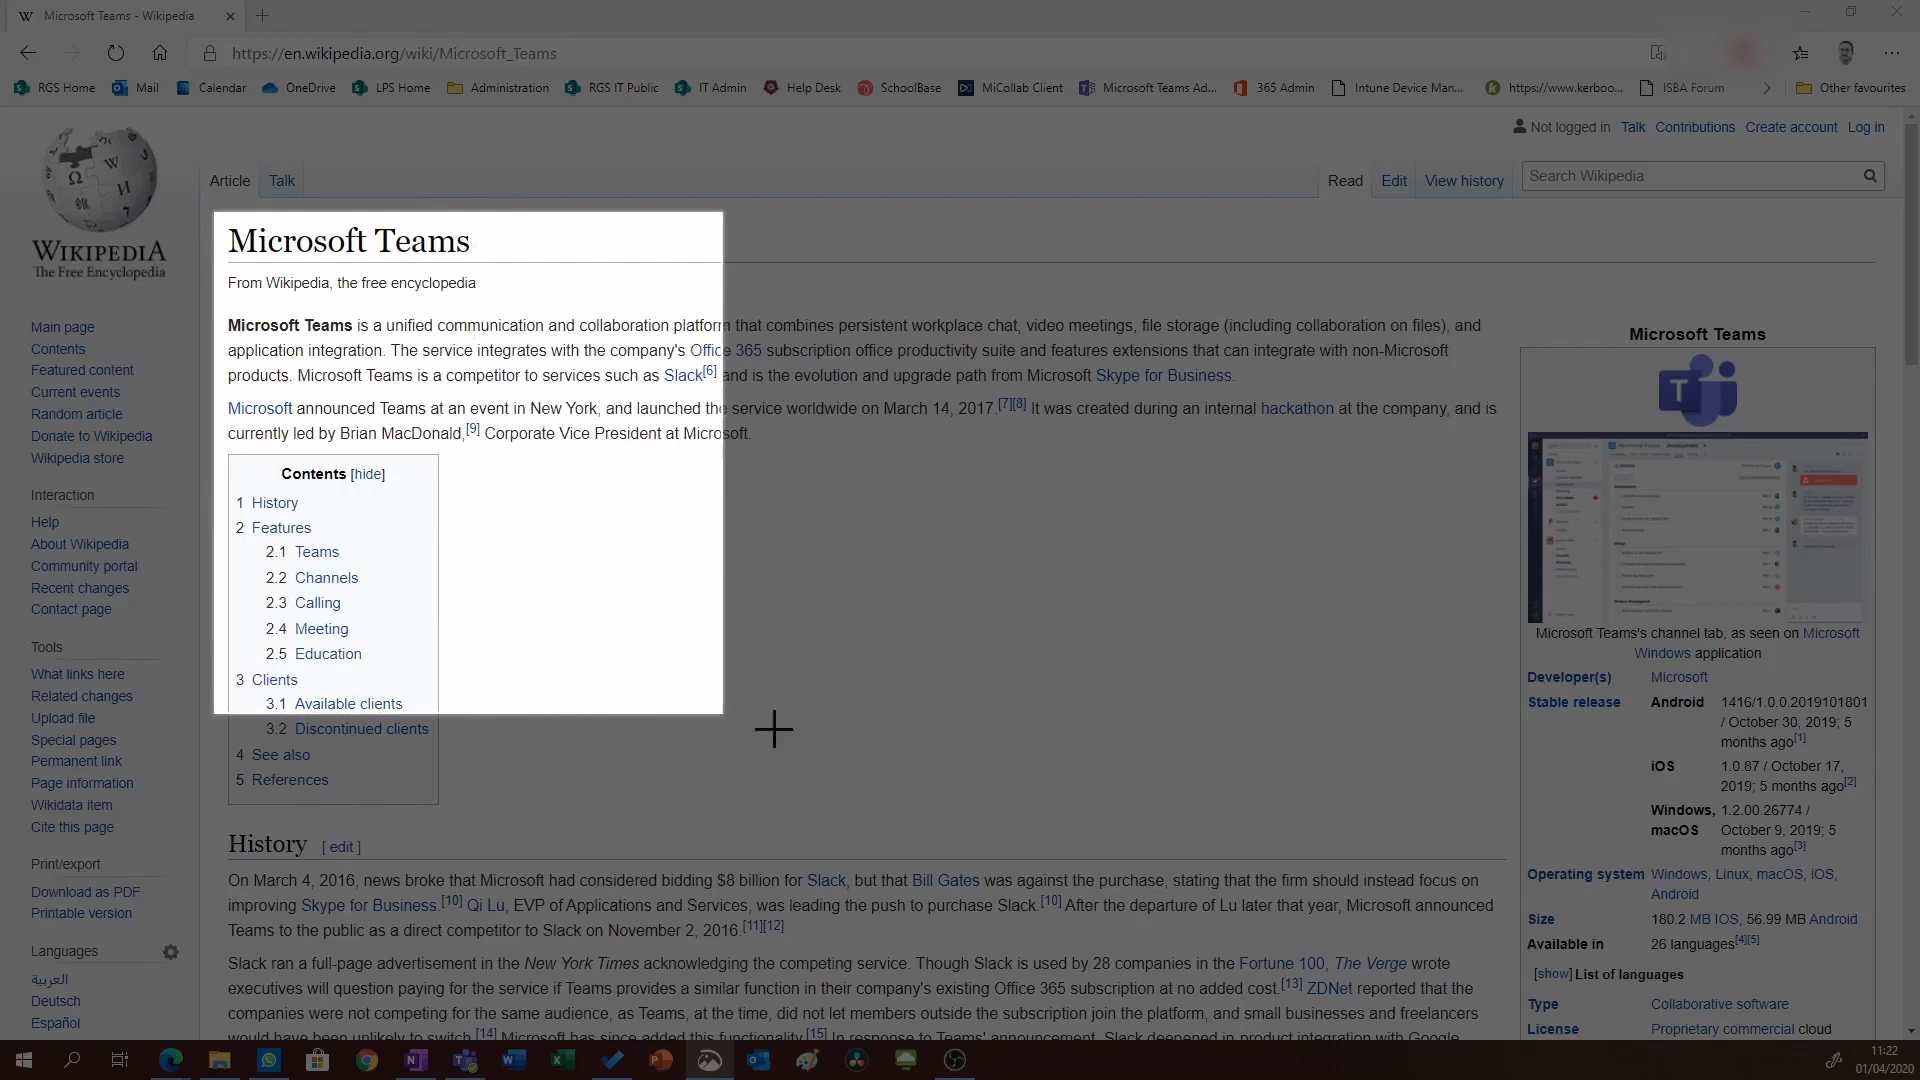 Microsoft Teams - Wikipedia
https://en.wikipedia.org/wiki/Microsoft_Teams
RGS Home Mail Calendar OneDrive LPS Home Administration RGS IT Public IT Admin Help Desk SchoolBase MiCollab Client Microsoft Teams Ad... 365 Admin Intune Device Man... https://www.kerboo... ISBA Forum Other favourites
Not logged in Talk Contributions Create account Log in
Article Talk Read Edit View history Search Wikipedia
WIKIPEDIA
The Free Encyclopedia
Main page
Contents
Featured content
Current events
Random article
Donate to Wikipedia
Wikipedia store
Interaction
Help
About Wikipedia
Community portal
Recent changes
Contact page
Tools
What links here
Related changes
Upload file
Special pages
Permanent link
Page information
Wikidata item
Cite this page
Print/export
Download as PDF
Printable version
Languages
العربية
Deutsch
Español
Microsoft Teams
From Wikipedia, the free encyclopedia
Microsoft Teams is a unified communication and collaboration platform that combines persistent workplace chat, video meetings, file storage (including collaboration on files), and
application integration. The service integrates with the company's Office 365 subscription office productivity suite and features extensions that can integrate with non-Microsoft
products. Microsoft Teams is a competitor to services such as Slack[6] and is the evolution and upgrade path from Microsoft Skype for Business.
Microsoft announced Teams at an event in New York, and launched the service worldwide on March 14, 2017.[7][8] It was created during an internal hackathon at the company, and is
currently led by Brian MacDonald,[9] Corporate Vice President at Microsoft.
Contents [hide]
1 History
2 Features
2.1 Teams
2.2 Channels
2.3 Calling
2.4 Meeting
2.5 Education
3 Clients
3.1 Available clients
3.2 Discontinued clients
4 See also
5 References
History [ edit ]
On March 4, 2016, news broke that Microsoft had considered bidding $8 billion for Slack, but that Bill Gates was against the purchase, stating that the firm should instead focus on
improving Skype for Business.[10] Qi Lu, EVP of Applications and Services, was leading the push to purchase Slack.[10] After the departure of Lu later that year, Microsoft announced
Teams to the public as a direct competitor to Slack on November 2, 2016.[11][12]
Slack ran a full-page advertisement in the New York Times acknowledging the competing service. Though Slack is used by 28 companies in the Fortune 100, The Verge wrote
executives will question paying for the service if Teams provides a similar function in their company's existing Office 365 subscription at no added cost.[13] ZDNet reported that the
companies were not competing for the same audience, as Teams, at the time, did not let members outside the subscription join the platform, and small businesses and freelancers
would have been unlikely to switch.[14] Microsoft has since added this functionality.[15] In response to Teams' announcement, Slack deepened in-product integration with Google
Microsoft Teams
T
Microsoft Teams's channel tab, as seen on Microsoft
Windows application
Developer(s) Microsoft
Stable release Android 1416/1.0.0.2019101801
/ October 30, 2019; 5
months ago[1]
iOS 1.0.87 / October 17,
2019; 5 months ago[2]
Windows, 1.2.00.26774 /
macOS October 9, 2019; 5
months ago[3]
Operating system Windows, Linux, macOS, iOS,
Android
Size 180.2 MB IOS, 56.99 MB Android
Available in 26 languages[4][5]
[show] List of languages
Type Collaborative software
License Proprietary commercial cloud
11:22
01/04/2020